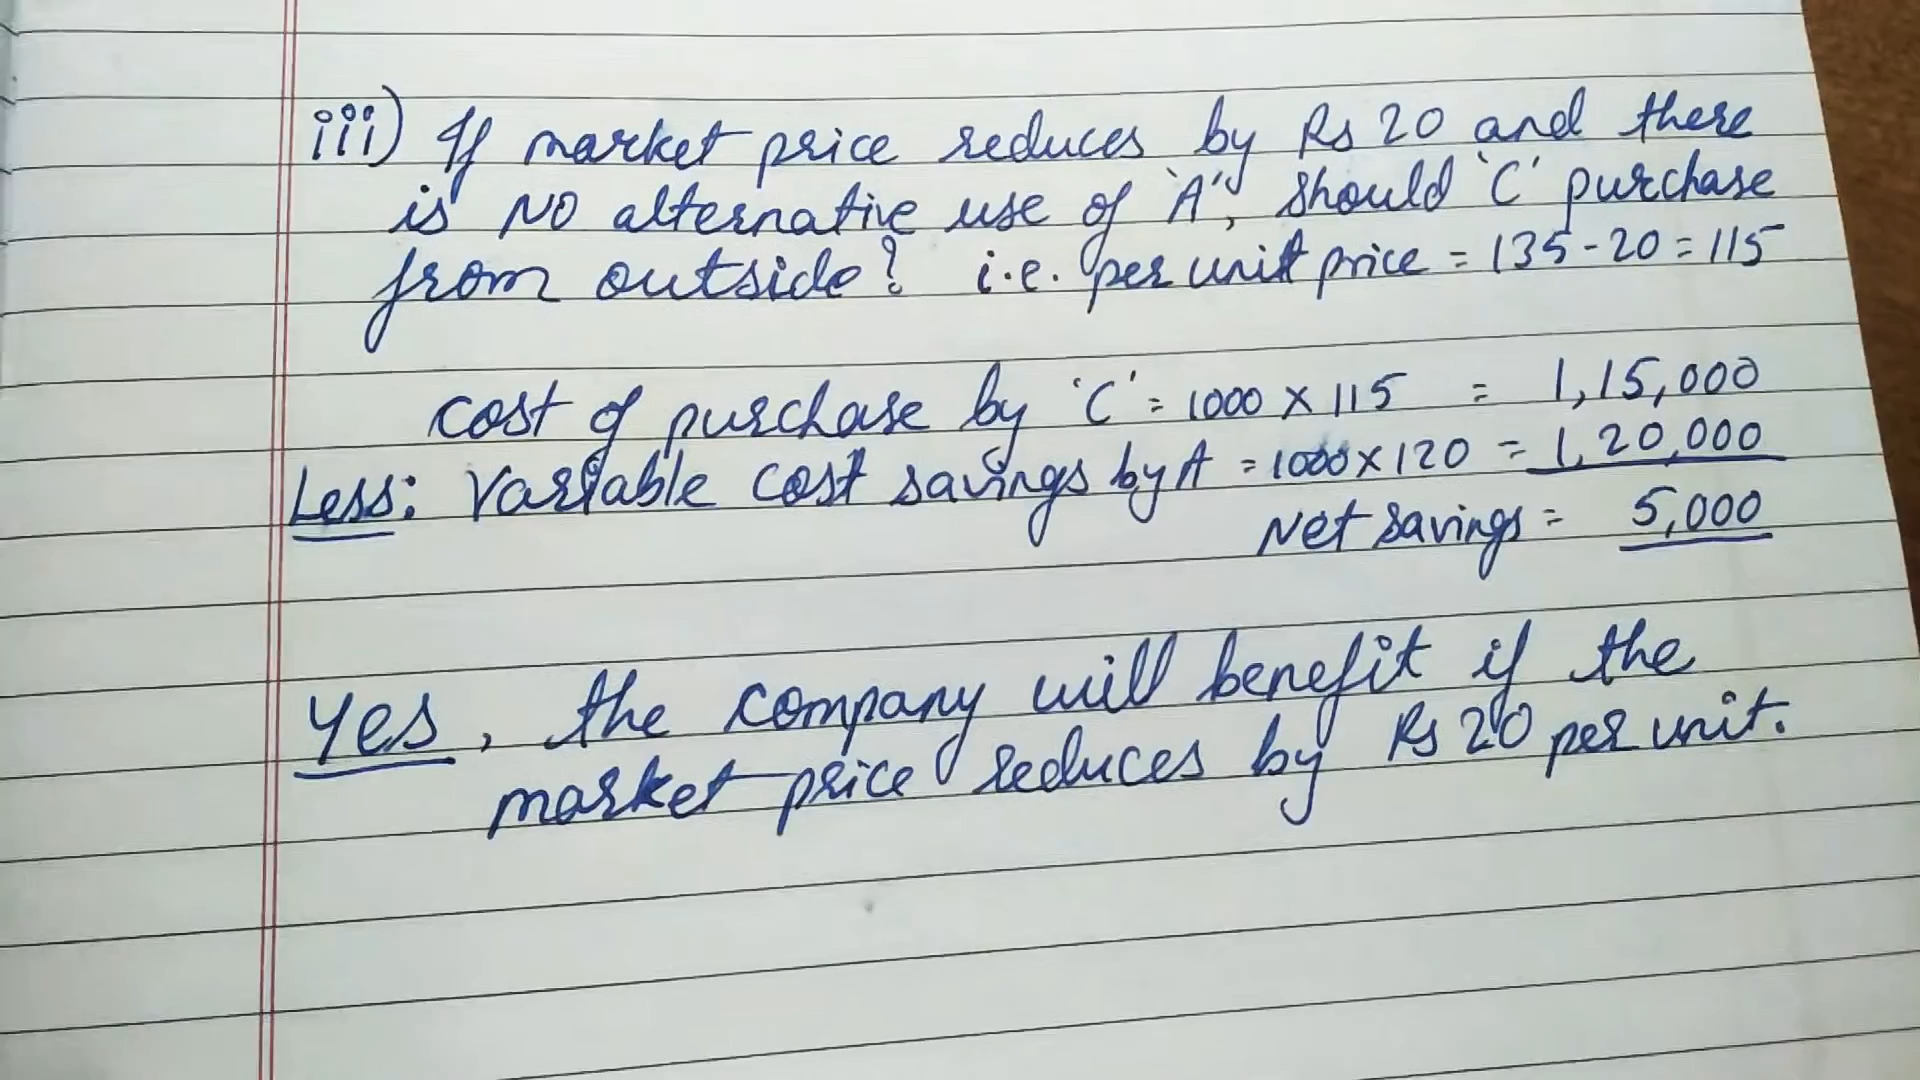 iii) If market price reduces by Rs 20 and there
is NO alternative use of 'A', should 'C' purchase
from outside? i.e. per unit price = 135-20 = 115
cost of purchase by 'C' = 1000 x 115 = 1,15,000
Less: Variable cost savings by A = 1000 x 120 = 1,20,000
Net savings = 5,000
Yes, the company will benefit if the
market price reduces by Rs 20 per unit.